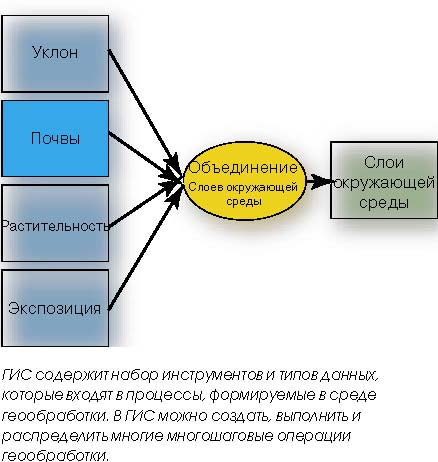 Уклон
Почвы
Растительность
Экспозиция
Объединение
Слоев окружающей
среды
Слои
окружающей
среды
ГИС содержит набор инструментов и типов данных,
которые входят в процессы, формируемые в среде
геообработки. В ГИС можно создать, выполнить и
распределить многие многошаговые операции
геообработки.